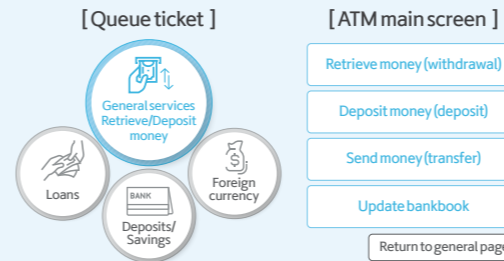 [ Queue ticket ]
General services
Retrieve/Deposit
money
Loans
BANK
Deposits/
Savings
$
Foreign
currency
[ ATM main screen ]
Retrieve money (withdrawal)
Deposit money (deposit)
Send money (transfer)
Update bankbook
Return to general page